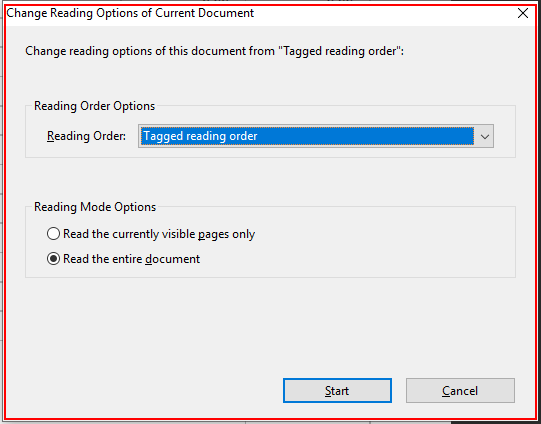 Change Reading Options of Current Document
Change reading options of this document from "Tagged reading order":
Reading Order Options
Reading Order: Tagged reading order
Reading Mode Options
Read the currently visible pages only
Read the entire document
Start Cancel